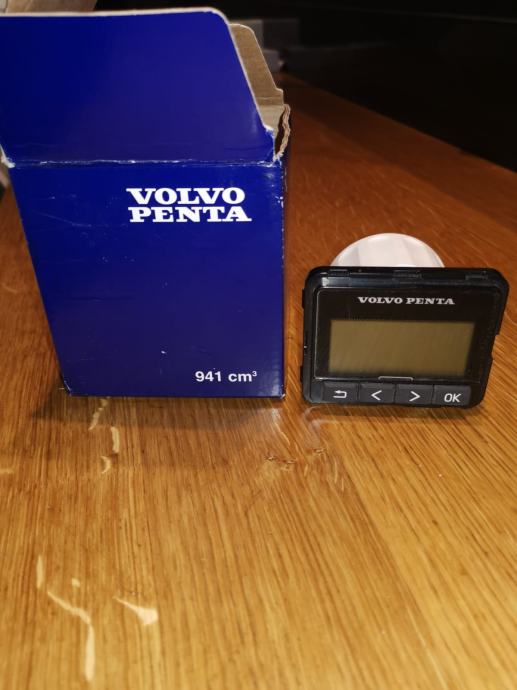 VOLVO
PENTA
941 cm³
VOLVO PENTA
< > OK